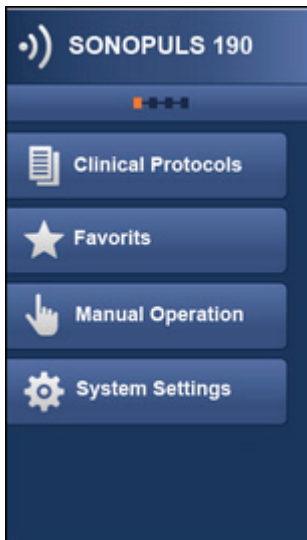 SONOPULS 190
Clinical Protocols
Favorits
Manual Operation
System Settings